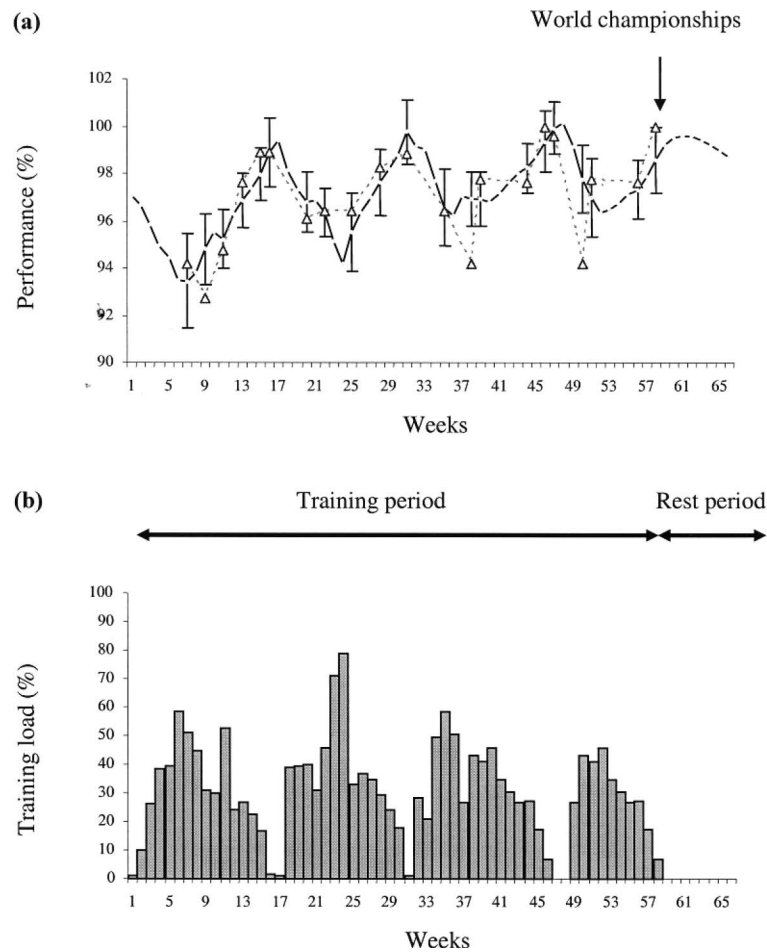 (a)
World championships
102
100
98
96
94
92
90
Performance (%)
1 5 9 13 17 21 25 29 33 37 41 45 49 53 57 61 65
Weeks
(b)
Training period Rest period
100
90
80
70
60
50
40
30
20
10
0
Training load (%)
1 5 9 13 17 21 25 29 33 37 41 45 49 53 57 61 65
Weeks